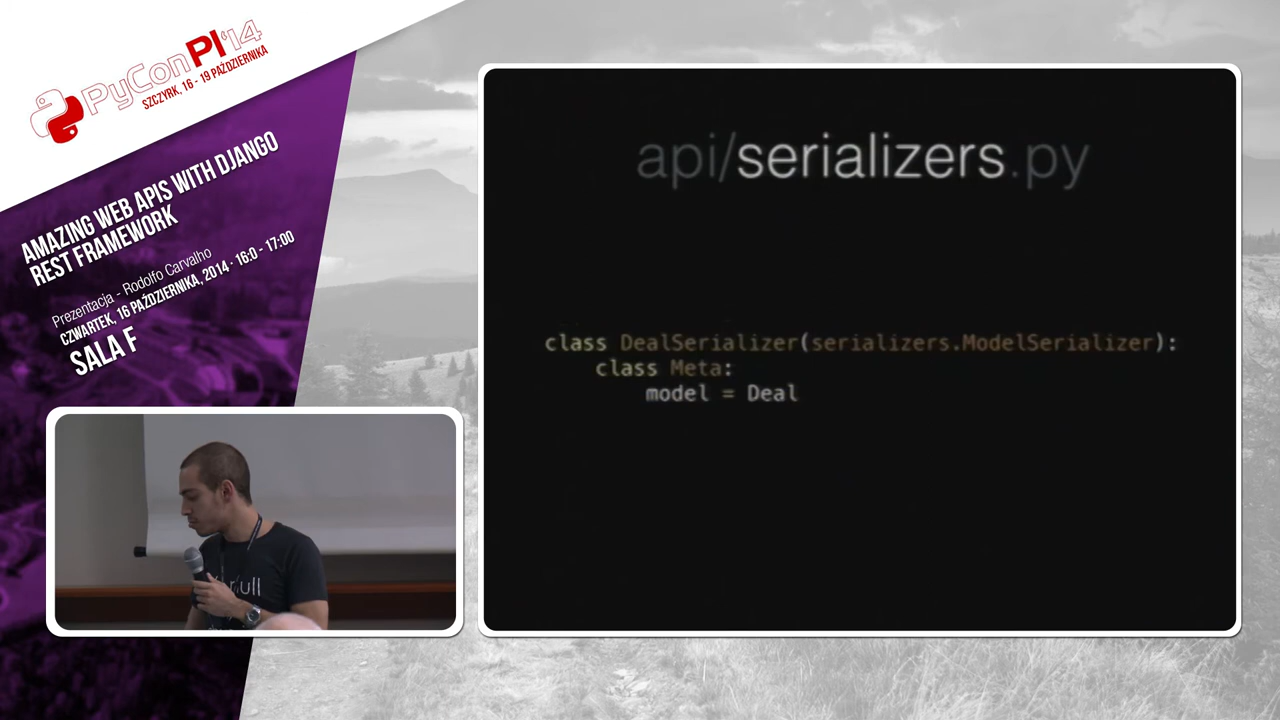 PyConPl'14
SZCZYRK, 16 - 19 PAŹDZIERNIKA
AMAZING WEB APIS WITH DJANGO
REST FRAMEWORK
Prezentacja - Rodolfo Carvalho
CZWARTEK, 16 PAŹDZIERNIKA, 2014 · 16:0 - 17:00
SALA F
api/serializers.py
class DealSerializer(serializers.ModelSerializer):
class Meta:
model = Deal